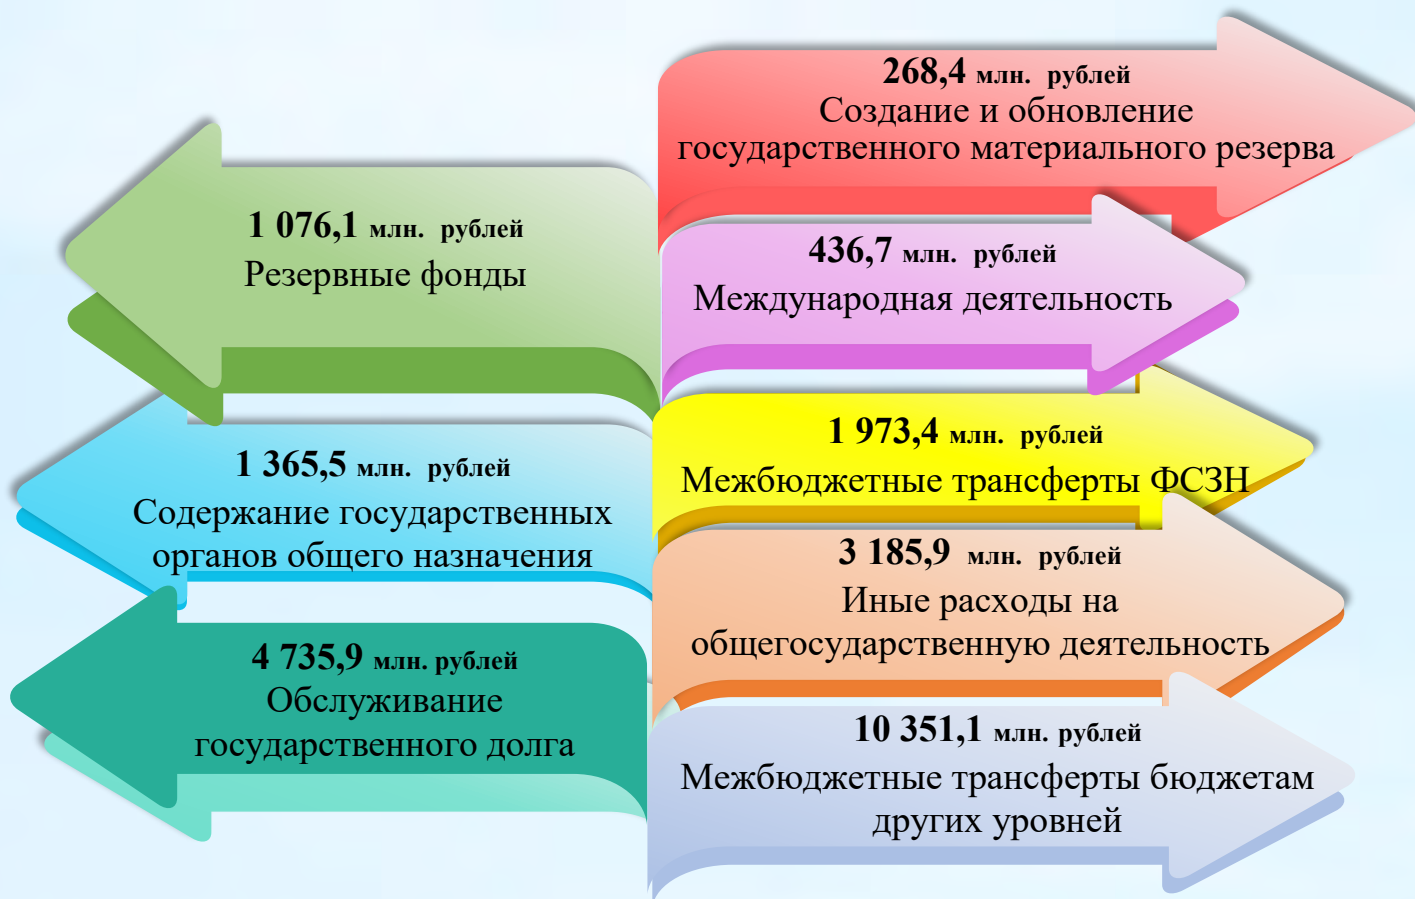 268,4 млн. рублей
Создание и обновление
государственного материального резерва
1 076,1 млн. рублей
Резервные фонды
436,7 млн. рублей
Международная деятельность
1 365,5 млн. рублей
Содержание государственных
органов общего назначения
1 973,4 млн. рублей
Межбюджетные трансферты ФСЗН
3 185,9 млн. рублей
Иные расходы на
общегосударственную деятельность
4 735,9 млн. рублей
Обслуживание
государственного долга
10 351,1 млн. рублей
Межбюджетные трансферты бюджетам
других уровней